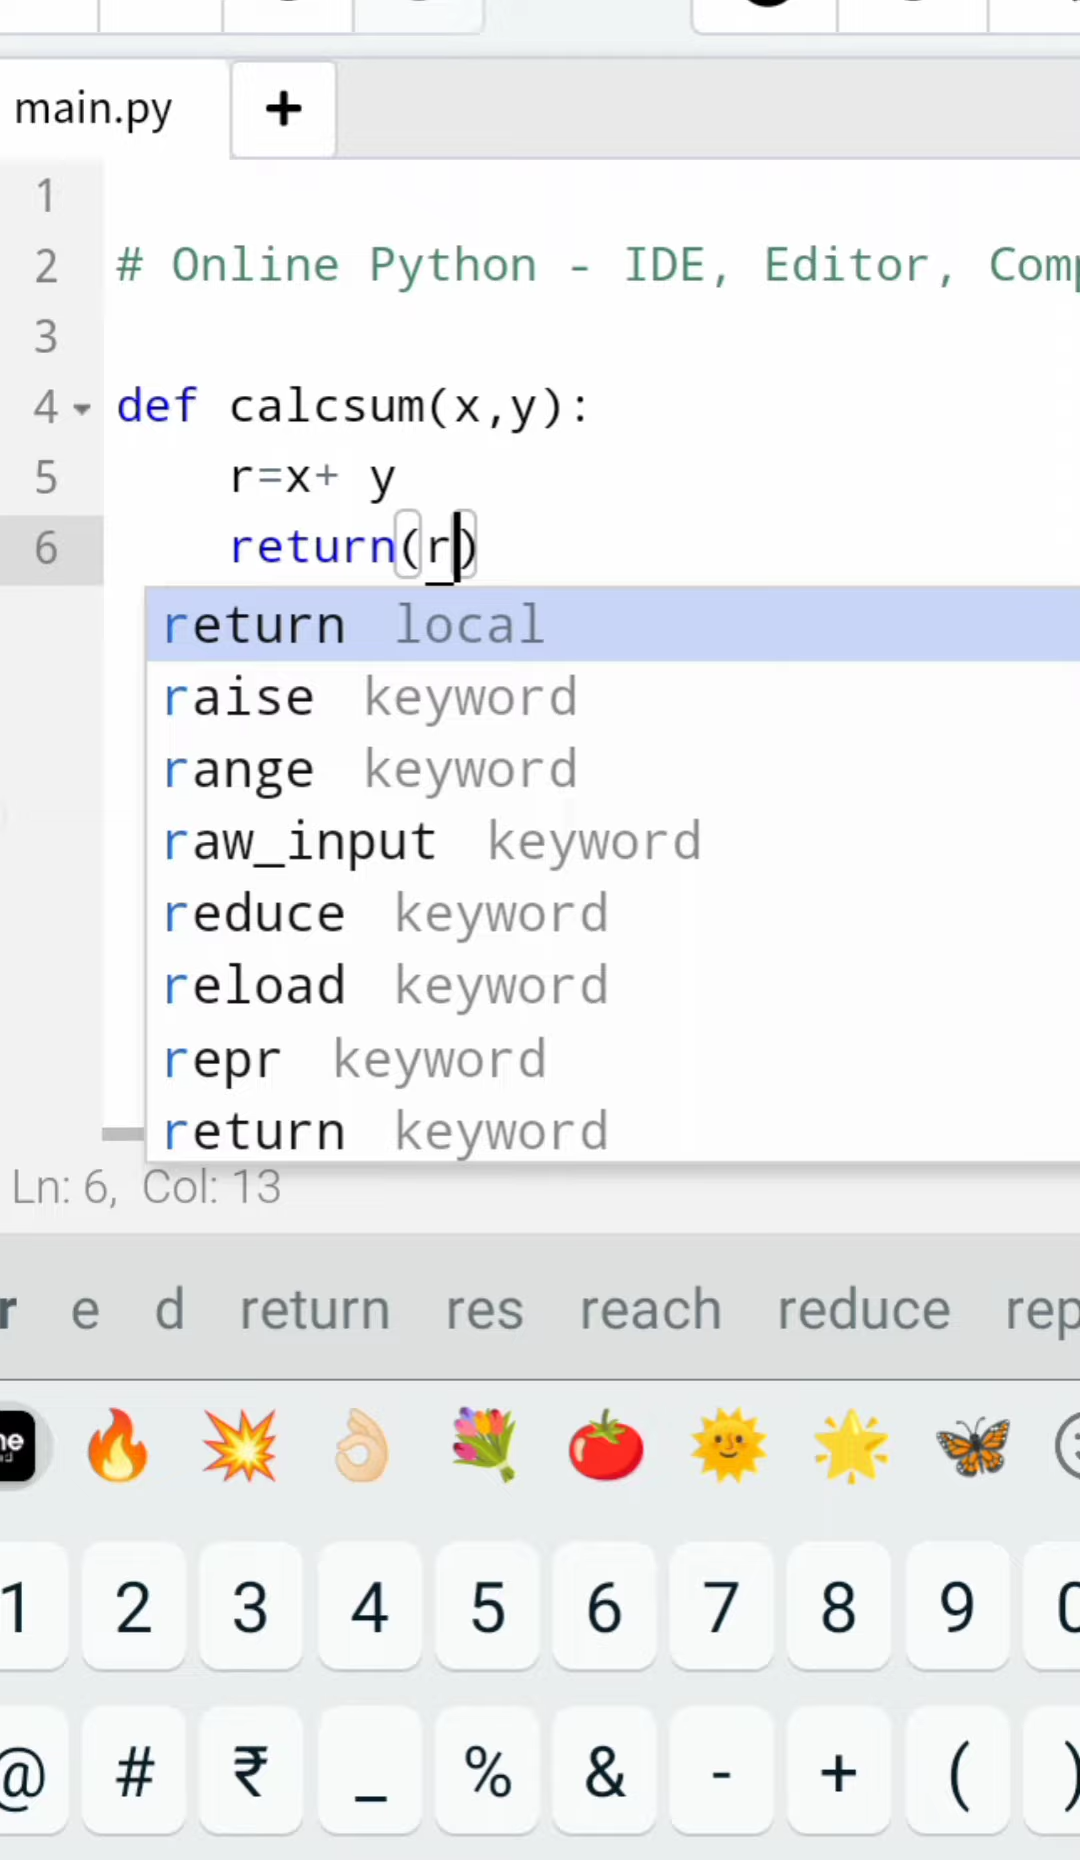 main.py +
1
2 # Online Python - IDE, Editor, Comp
3
4 def calcsum(x,y):
5 r=x+ y
6 return(r)
return local
raise keyword
range keyword
raw_input keyword
reduce keyword
reload keyword
repr keyword
return keyword
Ln: 6, Col: 13
r e d return res reach reduce rep
1 2 3 4 5 6 7 8 9 0
@ # ₹ _ % & - + ( )